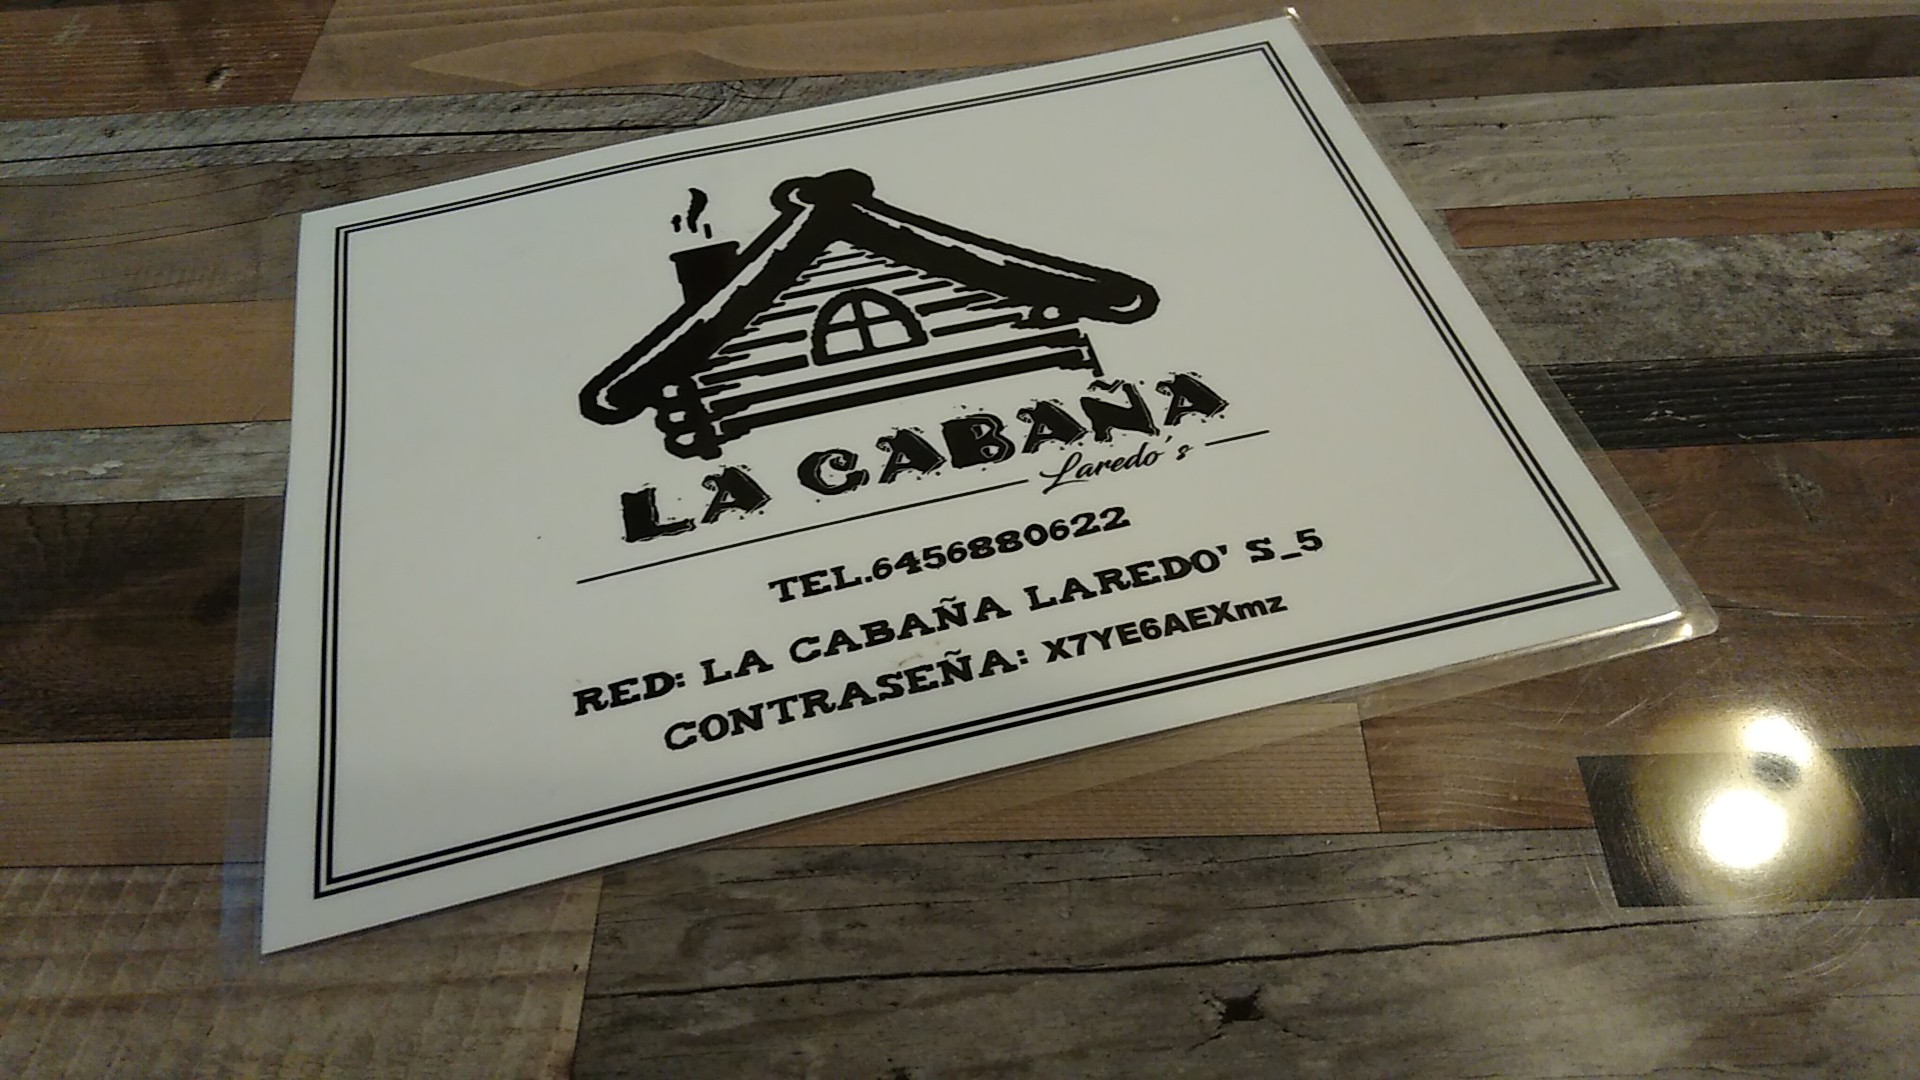 LA CABAÑA
Laredo's
TEL.6456880622
RED: LA CABAÑA LAREDO' S_5
CONTRASEÑA: X7YE6AEXmz